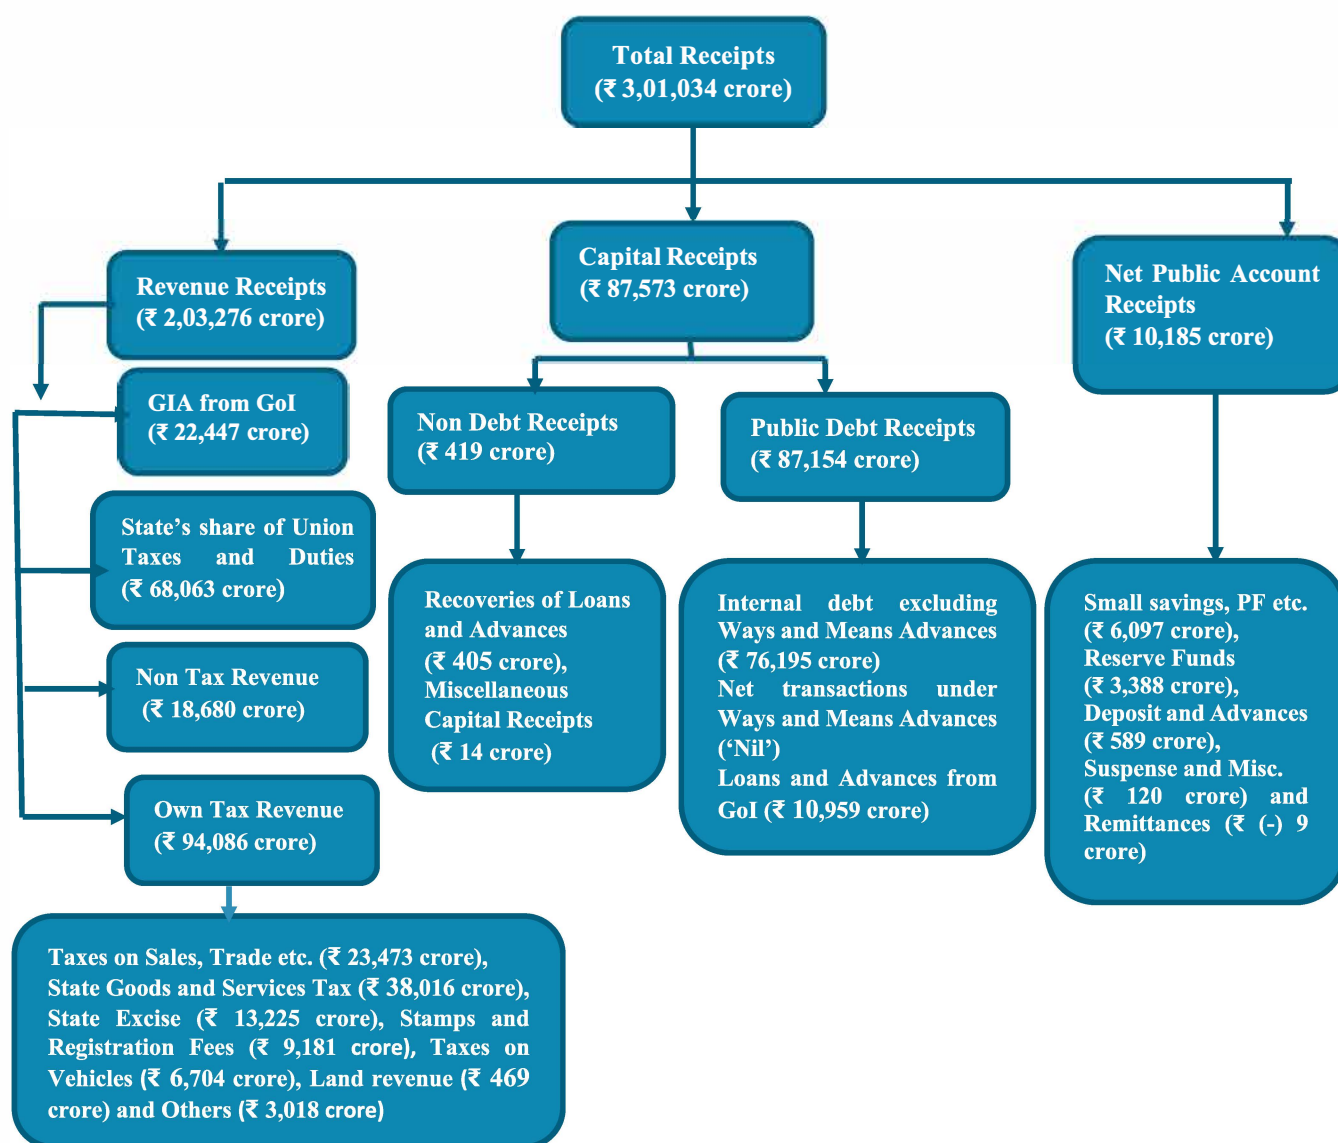 Total Receipts
(₹ 3,01,034 crore)
Revenue Receipts
(₹ 2,03,276 crore)
GIA from GoI
(₹ 22,447 crore)
State’s share of Union
Taxes and Duties
(₹ 68,063 crore)
Non Tax Revenue
(₹ 18,680 crore)
Own Tax Revenue
(₹ 94,086 crore)
Taxes on Sales, Trade etc. (₹ 23,473 crore),
State Goods and Services Tax (₹ 38,016 crore),
State Excise (₹ 13,225 crore), Stamps and
Registration Fees (₹ 9,181 crore), Taxes on
Vehicles (₹ 6,704 crore), Land revenue (₹ 469
crore) and Others (₹ 3,018 crore)
Capital Receipts
(₹ 87,573 crore)
Non Debt Receipts
(₹ 419 crore)
Recoveries of Loans
and Advances
(₹ 405 crore),
Miscellaneous
Capital Receipts
(₹ 14 crore)
Public Debt Receipts
(₹ 87,154 crore)
Internal debt excluding
Ways and Means Advances
(₹ 76,195 crore)
Net transactions under
Ways and Means Advances
(‘Nil’)
Loans and Advances from
GoI (₹ 10,959 crore)
Net Public Account
Receipts
(₹ 10,185 crore)
Small savings, PF etc.
(₹ 6,097 crore),
Reserve Funds
(₹ 3,388 crore),
Deposit and Advances
(₹ 589 crore),
Suspense and Misc.
(₹ 120 crore) and
Remittances (₹ (-) 9
crore)